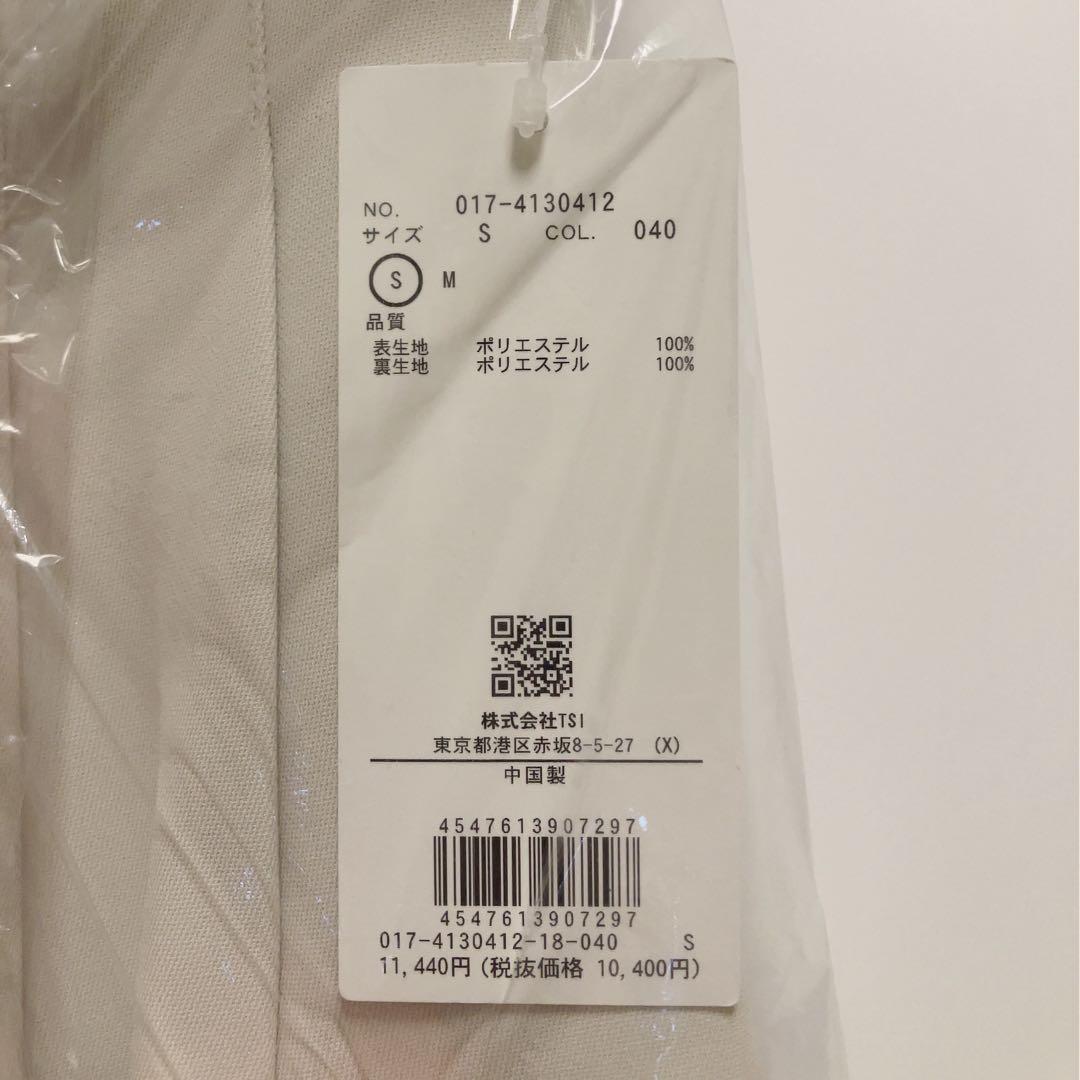 NO. 017-4130412
サイズ S COL. 040
S M
品質
表生地 ポリエステル 100%
裏生地 ポリエステル 100%
株式会社TSI
東京都港区赤坂8-5-27 (X)
中国製
4547613907297
4547613907297
017-4130412-18-040 S
11,440円(税抜価格 10,400円)